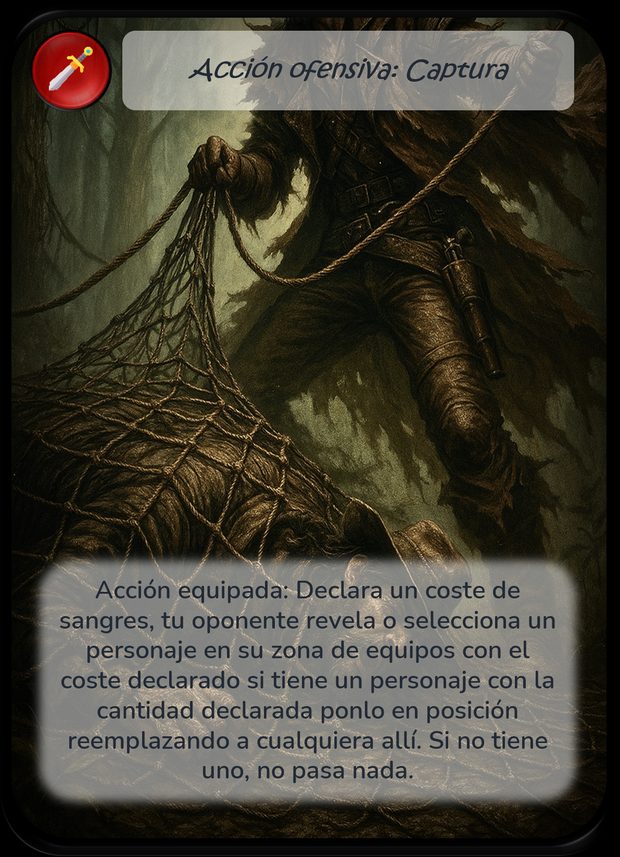 Acción ofensiva: Captura
Acción equipada: Declara un coste de
sangres, tu oponente revela o selecciona un
personaje en su zona de equipos con el
coste declarado si tiene un personaje con la
cantidad declarada ponlo en posición
reemplazando a cualquiera allí. Si no tiene
uno, no pasa nada.